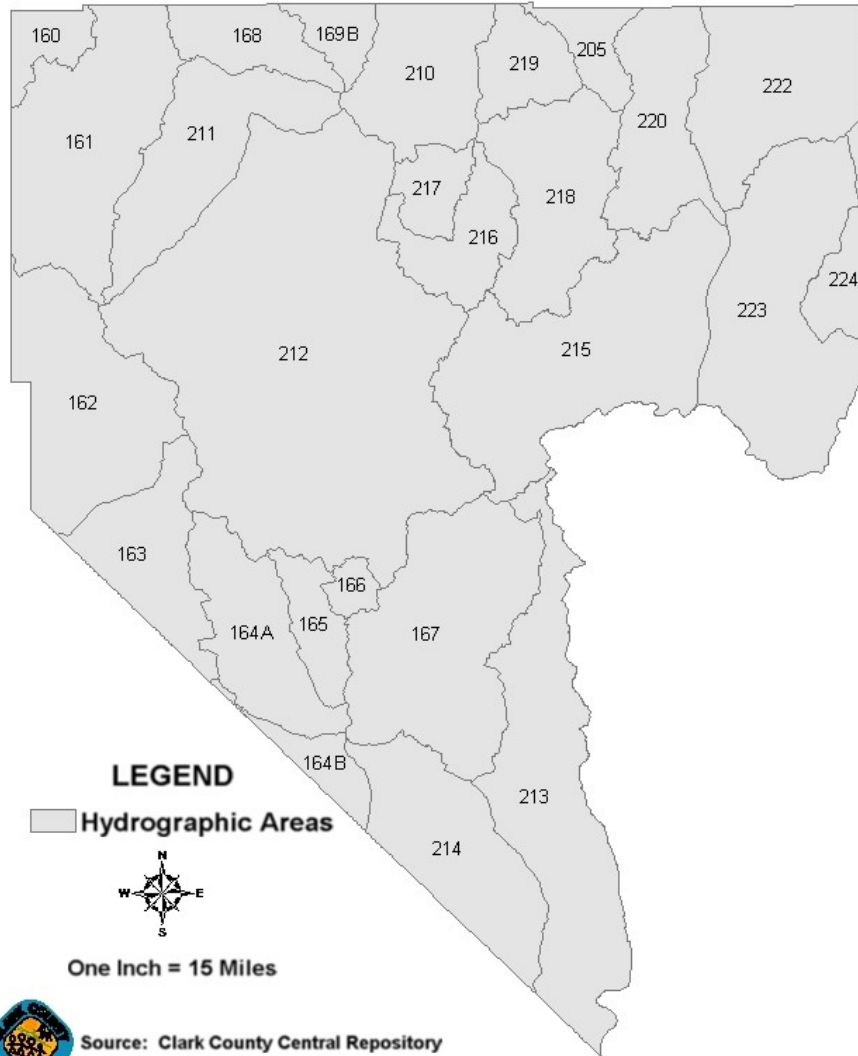 160
168
169B
210
219
205
220
222
161
211
217
218
216
224
223
212
215
162
163
166
165
164A
167
164B
213
214
LEGEND
Hydrographic Areas
N
W E
S
One Inch = 15 Miles
CLARK COUNTY
Source: Clark County Central Repository